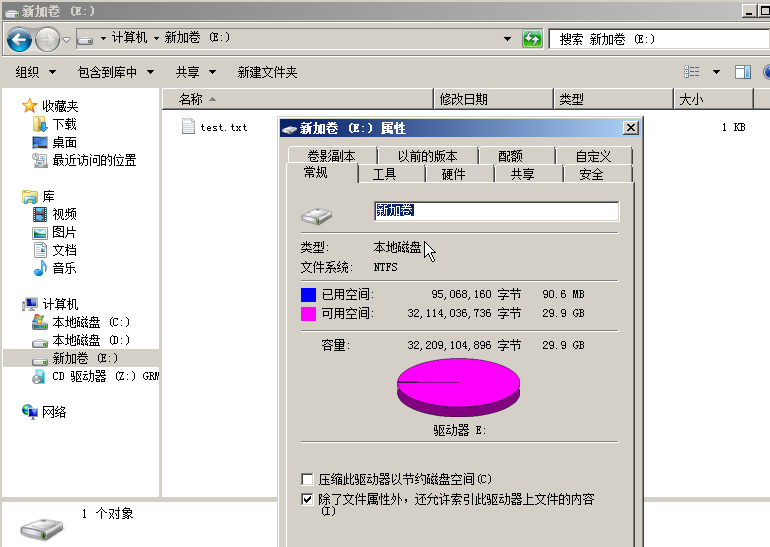 新加卷 (E:)
计算机 新加卷 (E:)
搜索 新加卷 (E:)
组织 包含到库中 共享 新建文件夹
收藏夹
下载
桌面
最近访问的位置
库
视频
图片
文档
音乐
计算机
本地磁盘 (C:)
本地磁盘 (D:)
新加卷 (E:)
CD 驱动器 (Z:) GRM
网络
名称 修改日期 类型 大小
test.txt 1 KB
新加卷 (E:) 属性
卷影副本 以前的版本 配额 自定义
常规 工具 硬件 共享 安全
新加卷
类型: 本地磁盘
文件系统: NTFS
已用空间: 95,068,160 字节 90.6 MB
可用空间: 32,114,036,736 字节 29.9 GB
容量: 32,209,104,896 字节 29.9 GB
驱动器 E:
压缩此驱动器以节约磁盘空间(C)
除了文件属性外，还允许索引此驱动器上文件的内容
(I)
1 个对象